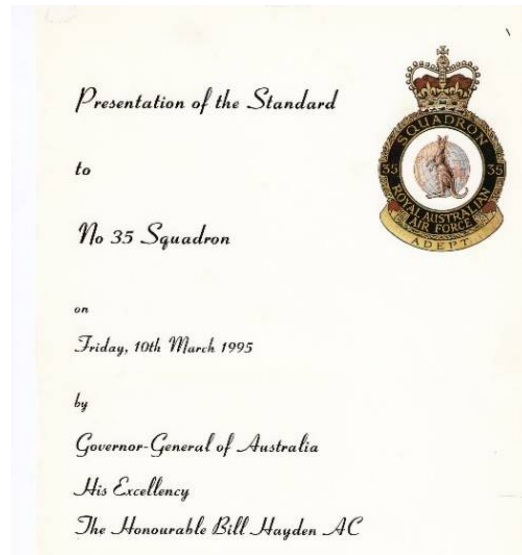 Presentation of the Standard
to
No 35 Squadron
on
Friday, 10th March 1995
by
Governor-General of Australia
His Excellency
The Honourable Bill Hayden AC
SQUADRON
35 35
ROYAL AUSTRALIAN
AIR FORCE
ADEPT